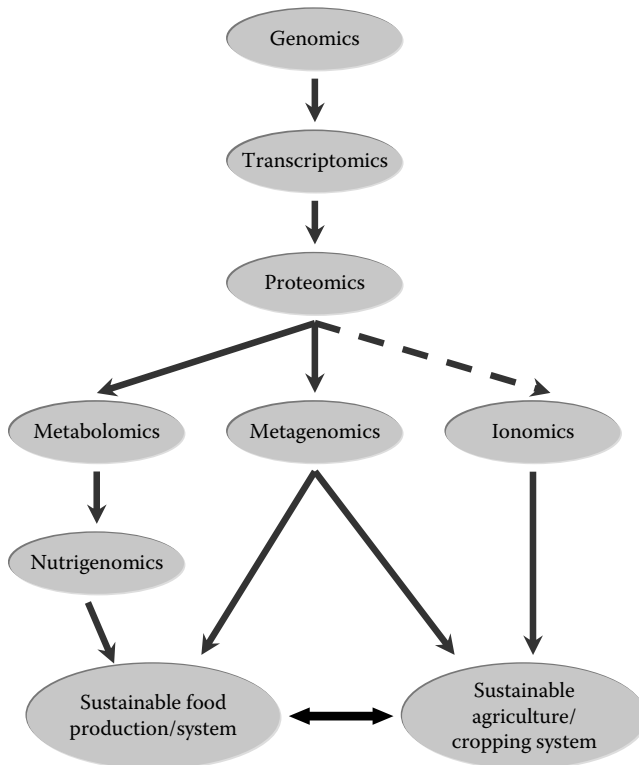 Genomics
Transcriptomics
Proteomics
Metabolomics
Metagenomics
Ionomics
Nutrigenomics
Sustainable food
production/system
Sustainable
agriculture/
cropping system